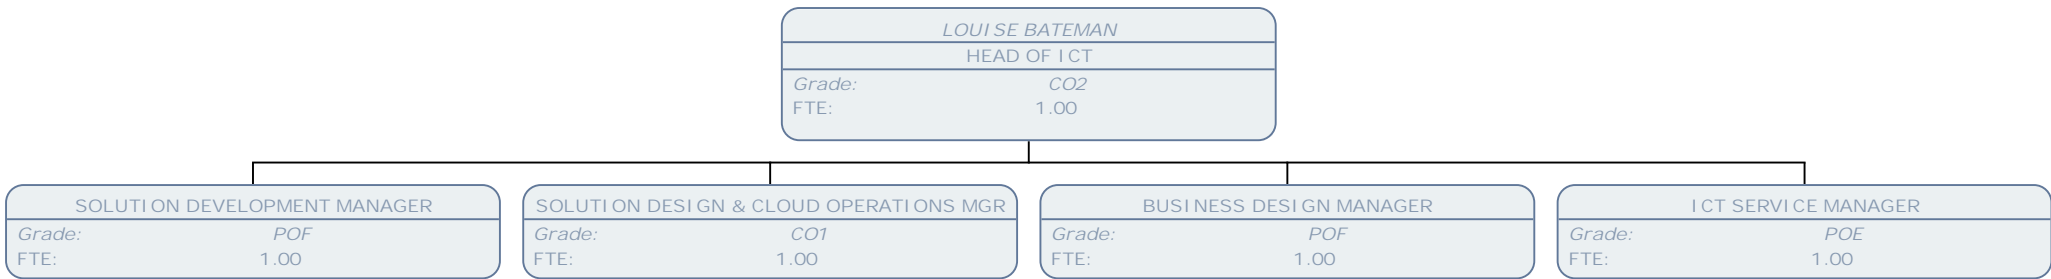 LOUISE BATEMAN
HEAD OF ICT
Grade: CO2
FTE: 1.00
SOLUTION DEVELOPMENT MANAGER
Grade: POF
FTE: 1.00
SOLUTION DESIGN & CLOUD OPERATIONS MGR
Grade: CO1
FTE: 1.00
BUSINESS DESIGN MANAGER
Grade: POF
FTE: 1.00
ICT SERVICE MANAGER
Grade: POE
FTE: 1.00